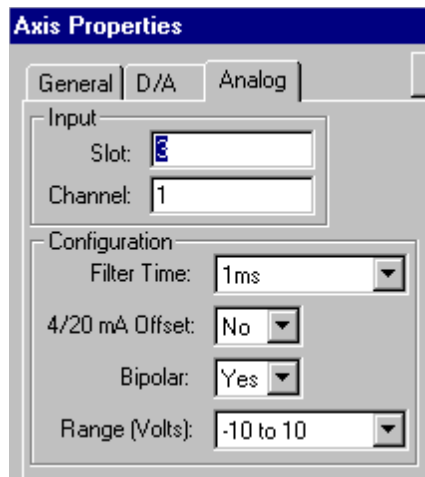 Axis Properties
General D/A Analog
Input
Slot: 3
Channel: 1
Configuration
Filter Time: 1ms
4/20 mA Offset: No
Bipolar: Yes
Range (Volts): -10 to 10